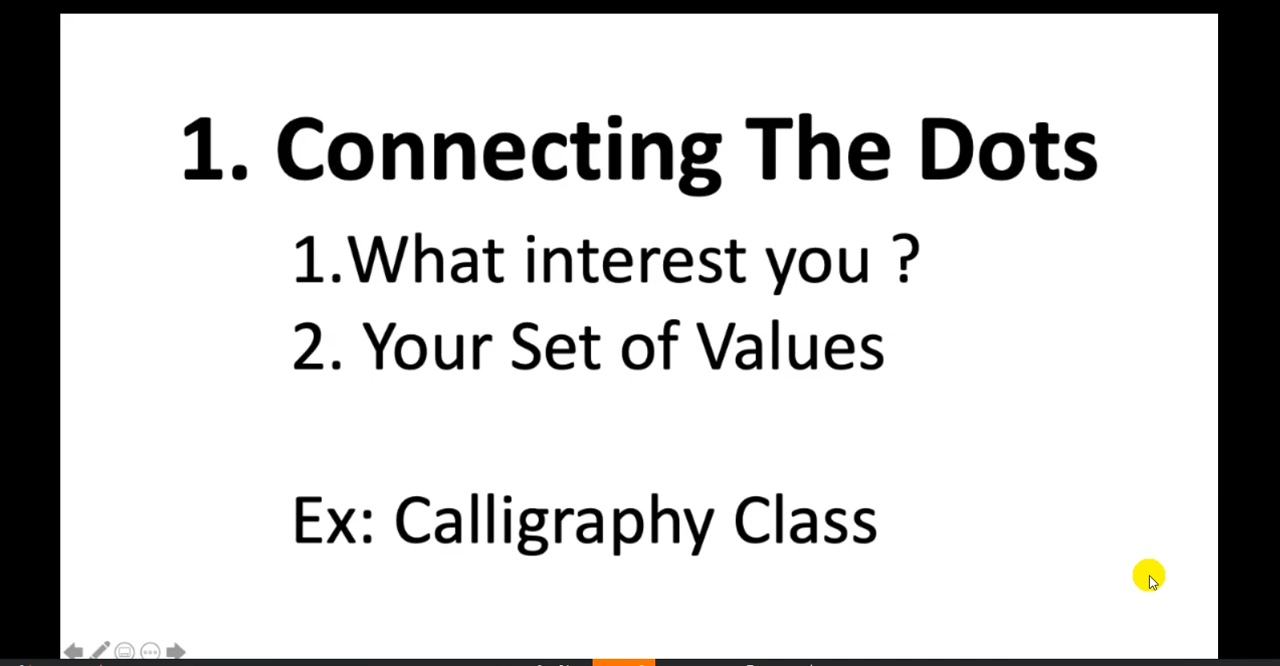 1. Connecting The Dots
1.What interest you ?
2. Your Set of Values
Ex: Calligraphy Class